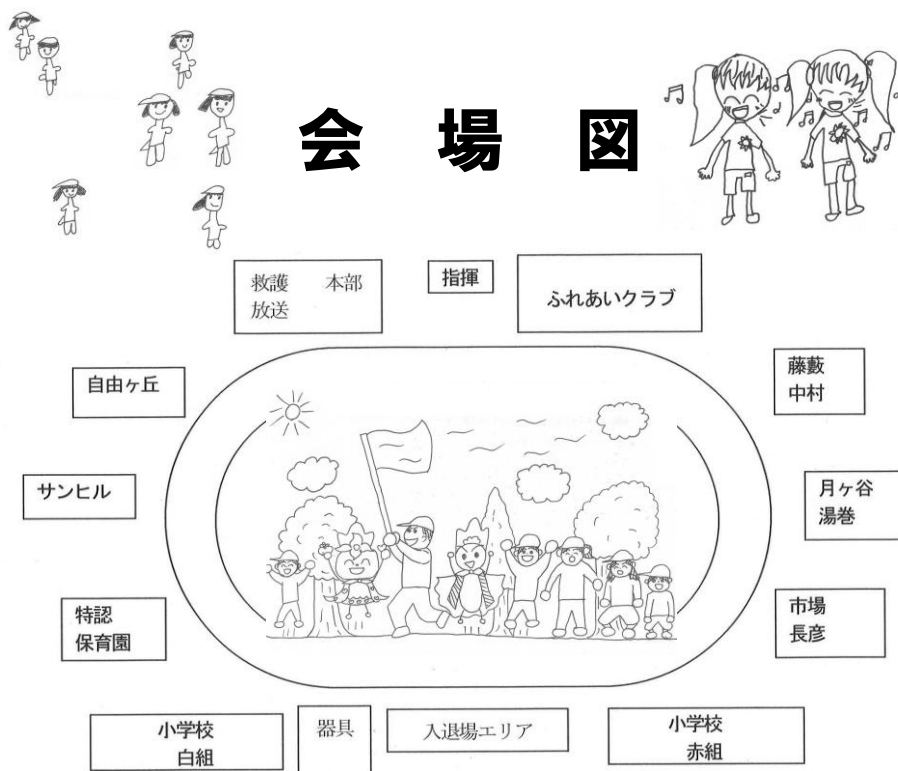 会場図
救護 本部
放送
指揮
ふれあいクラブ
自由ヶ丘
藤藪
中村
サンヒル
月ヶ谷
湯巻
特認
保育園
市場
長彦
小学校
白組
器具
入退場エリア
小学校
赤組